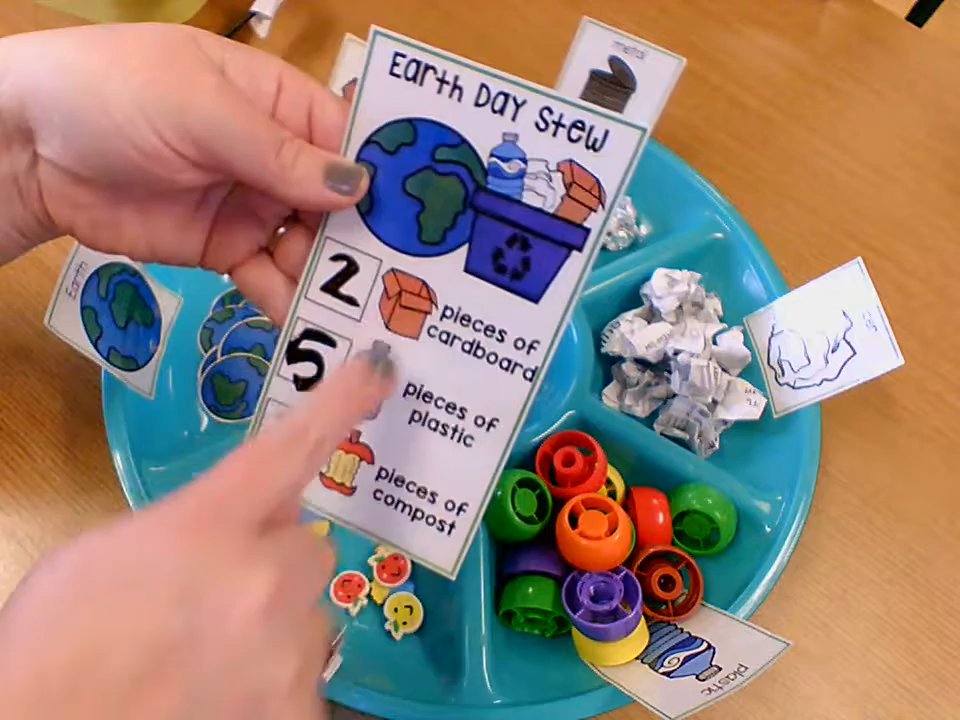 metal
Earth Day Stew
2
pieces of
cardboard
5
pieces of
plastic
pieces of
compost
Earth
plastic